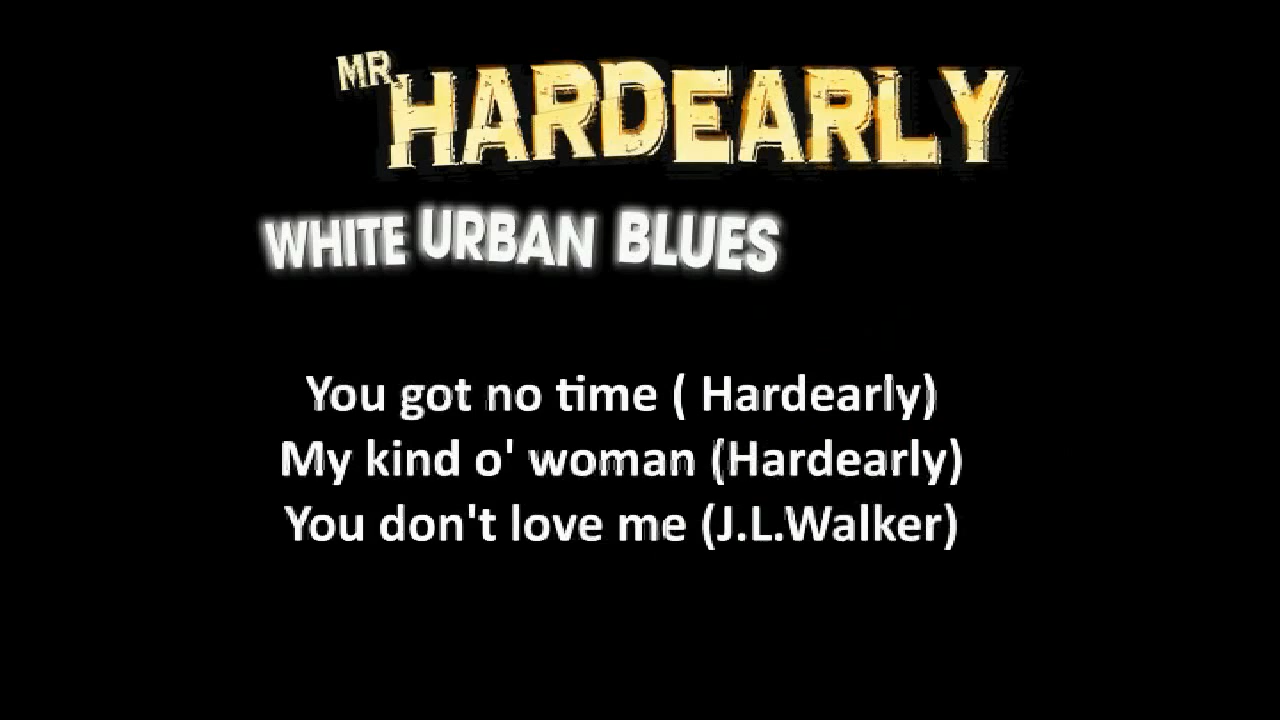 MR. HARDEARLY
WHITE URBAN BLUES
You got no time ( Hardearly)
My kind o' woman (Hardearly)
You don't love me (J.L.Walker)